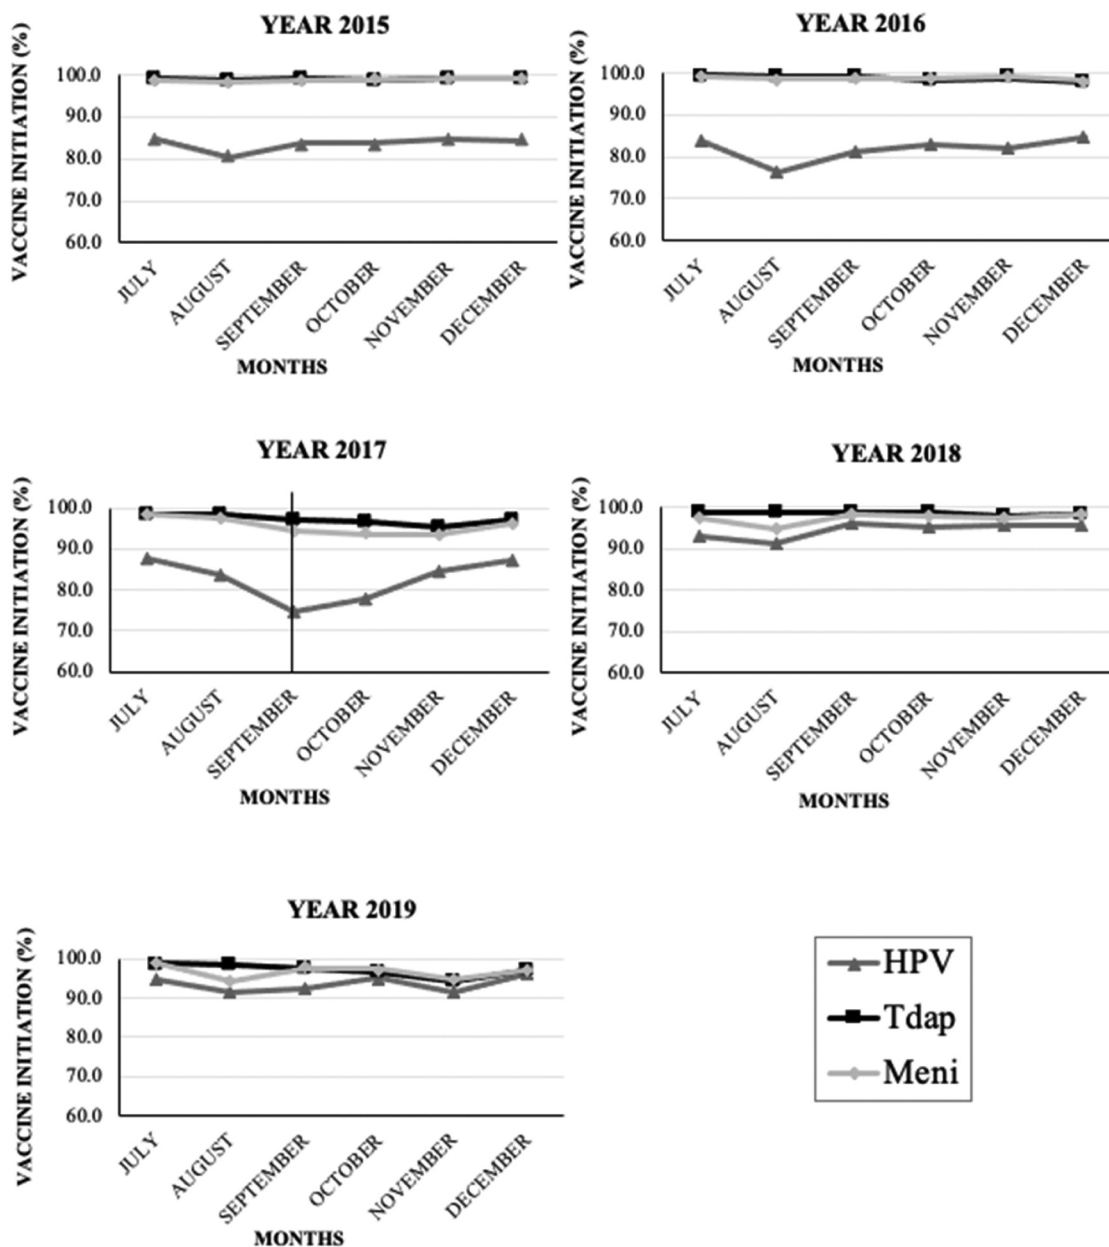 YEAR 2015
VACCINE INITIATION (%)
100.0
90.0
80.0
70.0
60.0
JULY
AUGUST
SEPTEMBER
OCTOBER
NOVEMBER
DECEMBER
MONTHS
YEAR 2016
VACCINE INITIATION (%)
100.0
90.0
80.0
70.0
60.0
JULY
AUGUST
SEPTEMBER
OCTOBER
NOVEMBER
DECEMBER
MONTHS
YEAR 2017
VACCINE INITIATION (%)
100.0
90.0
80.0
70.0
60.0
JULY
AUGUST
SEPTEMBER
OCTOBER
NOVEMBER
DECEMBER
MONTHS
YEAR 2018
VACCINE INITIATION (%)
100.0
90.0
80.0
70.0
60.0
JULY
AUGUST
SEPTEMBER
OCTOBER
NOVEMBER
DECEMBER
MONTHS
YEAR 2019
VACCINE INITIATION (%)
100.0
90.0
80.0
70.0
60.0
JULY
AUGUST
SEPTEMBER
OCTOBER
NOVEMBER
DECEMBER
MONTHS
HPV
Tdap
Meni